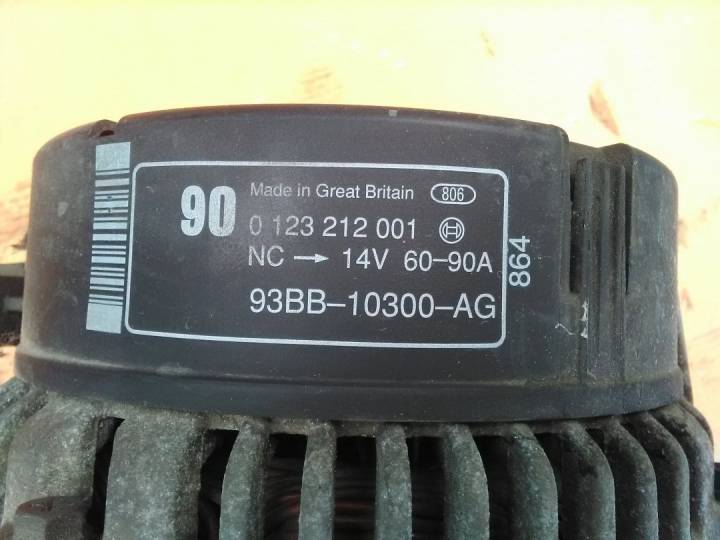 90 Made in Great Britain 806
0 123 212 001
NC → 14V 60-90A
93BB-10300-AG
864